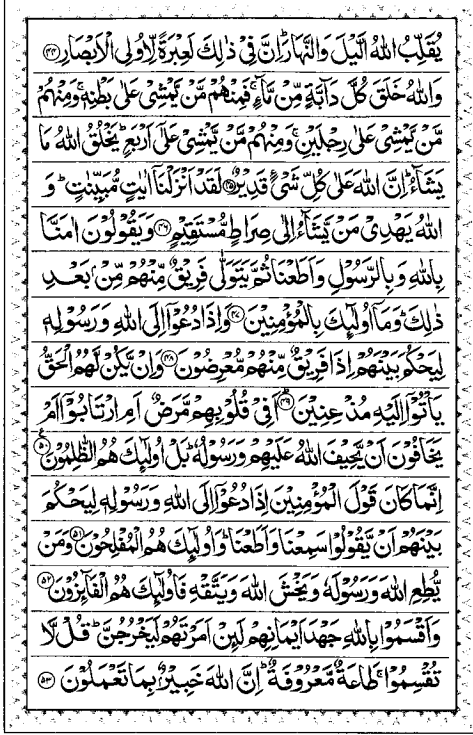 يُقَلِّبُ اللّٰهُ الَّيۡلَ وَالنَّهَارَ ؕ اِنَّ فِىۡ ذٰ لِكَ لَعِبۡرَةً لِّاُولِى الۡاَبۡصَارِ ﴿۴۴﴾
وَاللّٰهُ خَلَقَ كُلَّ دَآبَّةٍ مِّنۡ مَّآءٍ ۚ فَمِنۡهُمۡ مَّنۡ يَّمۡشِىۡ عَلٰى بَطۡنِهٖ ۚ وَمِنۡهُمۡ
مَّنۡ يَّمۡشِىۡ عَلٰى رِجۡلَيۡنِ ۚ وَمِنۡهُمۡ مَّنۡ يَّمۡشِىۡ عَلٰٓى اَرۡبَعٍ ؕ يَخۡلُقُ اللّٰهُ مَا
يَشَآءُ ؕ اِنَّ اللّٰهَ عَلٰى كُلِّ شَىۡءٍ قَدِيۡرٌ ﴿۴۵﴾ لَقَدۡ اَنۡزَلۡنَاۤ اٰيٰتٍ مُّبَيِّنٰتٍ ؕ وَ
اللّٰهُ يَهۡدِىۡ مَنۡ يَّشَآءُ اِلٰى صِرَاطٍ مُّسۡتَقِيۡمٍ ﴿۴۶﴾ وَيَقُوۡلُوۡنَ اٰمَنَّا
بِاللّٰهِ وَبِالرَّسُوۡلِ وَاَطَعۡنَا ثُمَّ يَتَوَلّٰى فَرِيۡقٌ مِّنۡهُمۡ مِّنۡۢ بَعۡدِ
ذٰلِكَ ؕ وَمَاۤ اُولٰٓٮِٕكَ بِالۡمُؤۡمِنِيۡنَ ﴿۴۷﴾ وَاِذَا دُعُوۡۤا اِلَى اللّٰهِ وَرَسُوۡلِهٖ
لِيَحۡكُمَ بَيۡنَهُمۡ اِذَا فَرِيۡقٌ مِّنۡهُمۡ مُّعۡرِضُوۡنَ ﴿۴۸﴾ وَاِنۡ يَّكُنۡ لَّهُمُ الۡحَـقُّ
يَاۡتُوۡۤا اِلَيۡهِ مُذۡعِنِيۡنَ ؕ ﴿۴۹﴾ اَفِىۡ قُلُوۡبِهِمۡ مَّرَضٌ اَمِ ارۡتَابُوۡۤا اَمۡ
يَخَافُوۡنَ اَنۡ يَّحِيۡفَ اللّٰهُ عَلَيۡهِمۡ وَرَسُوۡلُهٗ ؕ بَلۡ اُولٰٓٮِٕكَ هُمُ الظّٰلِمُوۡنَ ﴿۵۰﴾ ع
اِنَّمَا كَانَ قَوۡلَ الۡمُؤۡمِنِيۡنَ اِذَا دُعُوۡۤا اِلَى اللّٰهِ وَرَسُوۡلِهٖ لِيَحۡكُمَ
بَيۡنَهُمۡ اَنۡ يَّقُوۡلُوۡا سَمِعۡنَا وَاَطَعۡنَا ؕ وَاُولٰٓٮِٕكَ هُمُ الۡمُفۡلِحُوۡنَ ﴿۵۱﴾ وَمَنۡ
يُّطِعِ اللّٰهَ وَرَسُوۡلَهٗ وَيَخۡشَ اللّٰهَ وَيَتَّقۡهِ فَاُولٰٓٮِٕكَ هُمُ الۡفَآٮِٕزُوۡنَ ﴿۵۲﴾
وَاَقۡسَمُوۡا بِاللّٰهِ جَهۡدَ اَيۡمَانِهِمۡ لَٮِٕنۡ اَمَرۡتَهُمۡ لَيَخۡرُجُنَّ ؕ قُلْ لَّا
تُقۡسِمُوۡا ۚ طَاعَةٌ مَّعۡرُوۡفَةٌ ؕ اِنَّ اللّٰهَ خَبِيۡرٌۢ بِمَا تَعۡمَلُوۡنَ ﴿۵۳﴾